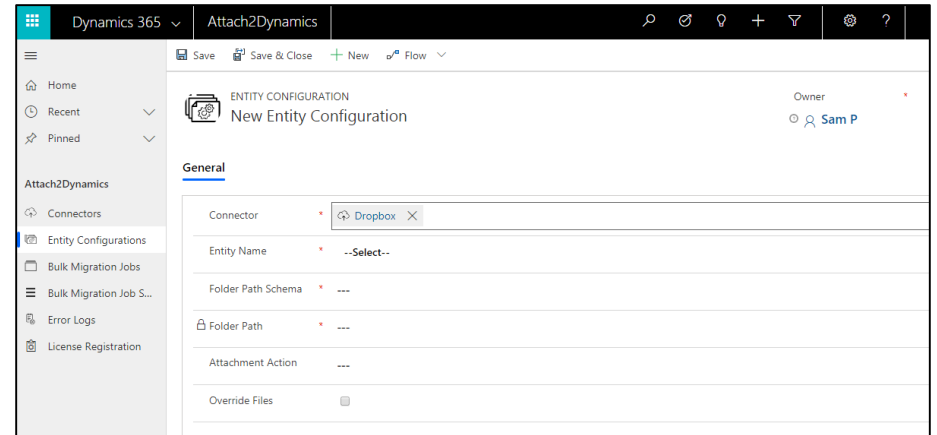 Dynamics 365 Attach2Dynamics ?
Save Save & Close New Flow
Home
Recent
Pinned
Attach2Dynamics
Connectors
Entity Configurations
Bulk Migration Jobs
Bulk Migration Job S...
Error Logs
License Registration
ENTITY CONFIGURATION
New Entity Configuration
Owner *
Sam P
General
Connector * Dropbox
Entity Name * --Select--
Folder Path Schema * ---
Folder Path * ---
Attachment Action ---
Override Files